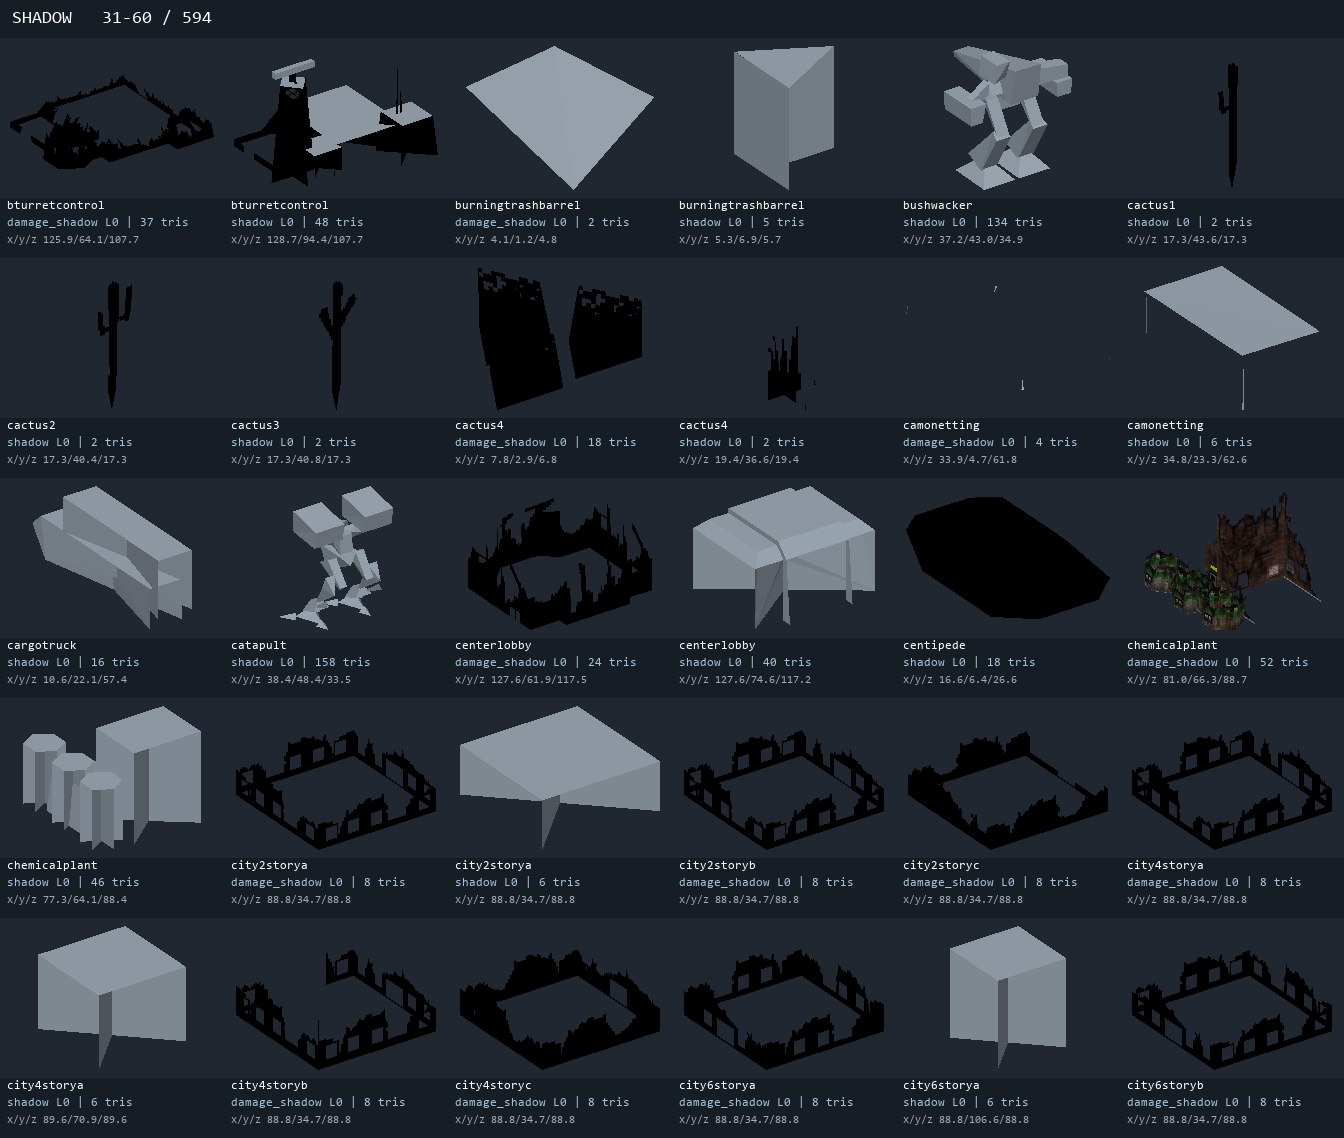 SHADOW 31-60 / 594
bturretcontrol
damage_shadow L0 | 37 tris
x/y/z 125.9/64.1/107.7
bturretcontrol
shadow L0 | 48 tris
x/y/z 128.7/94.4/107.7
burningtrashbarrel
damage_shadow L0 | 2 tris
x/y/z 4.1/1.2/4.8
burningtrashbarrel
shadow L0 | 5 tris
x/y/z 5.3/6.9/5.7
bushwacker
shadow L0 | 134 tris
x/y/z 37.2/43.0/34.9
cactus1
shadow L0 | 2 tris
x/y/z 17.3/43.6/17.3
cactus2
shadow L0 | 2 tris
x/y/z 17.3/40.4/17.3
cactus3
shadow L0 | 2 tris
x/y/z 17.3/40.8/17.3
cactus4
damage_shadow L0 | 18 tris
x/y/z 7.8/2.9/6.8
cactus4
shadow L0 | 2 tris
x/y/z 19.4/36.6/19.4
camonetting
damage_shadow L0 | 4 tris
x/y/z 33.9/4.7/61.8
camonetting
shadow L0 | 6 tris
x/y/z 34.8/23.3/62.6
cargotruck
shadow L0 | 16 tris
x/y/z 10.6/22.1/57.4
catapult
shadow L0 | 158 tris
x/y/z 38.4/48.4/33.5
centerlobby
damage_shadow L0 | 24 tris
x/y/z 127.6/61.9/117.5
centerlobby
shadow L0 | 40 tris
x/y/z 127.6/74.6/117.2
centipede
shadow L0 | 18 tris
x/y/z 16.6/6.4/26.6
chemicalplant
damage_shadow L0 | 52 tris
x/y/z 81.0/66.3/88.7
chemicalplant
shadow L0 | 46 tris
x/y/z 77.3/64.1/88.4
city2storya
damage_shadow L0 | 8 tris
x/y/z 88.8/34.7/88.8
city2storya
shadow L0 | 6 tris
x/y/z 88.8/34.7/88.8
city2storyb
damage_shadow L0 | 8 tris
x/y/z 88.8/34.7/88.8
city2storyc
damage_shadow L0 | 8 tris
x/y/z 88.8/34.7/88.8
city4storya
damage_shadow L0 | 8 tris
x/y/z 88.8/34.7/88.8
city4storya
shadow L0 | 6 tris
x/y/z 89.6/70.9/89.6
city4storyb
damage_shadow L0 | 8 tris
x/y/z 88.8/34.7/88.8
city4storyc
damage_shadow L0 | 8 tris
x/y/z 88.8/34.7/88.8
city6storya
damage_shadow L0 | 8 tris
x/y/z 88.8/34.7/88.8
city6storya
shadow L0 | 6 tris
x/y/z 88.8/106.6/88.8
city6storyb
damage_shadow L0 | 8 tris
x/y/z 88.8/34.7/88.8